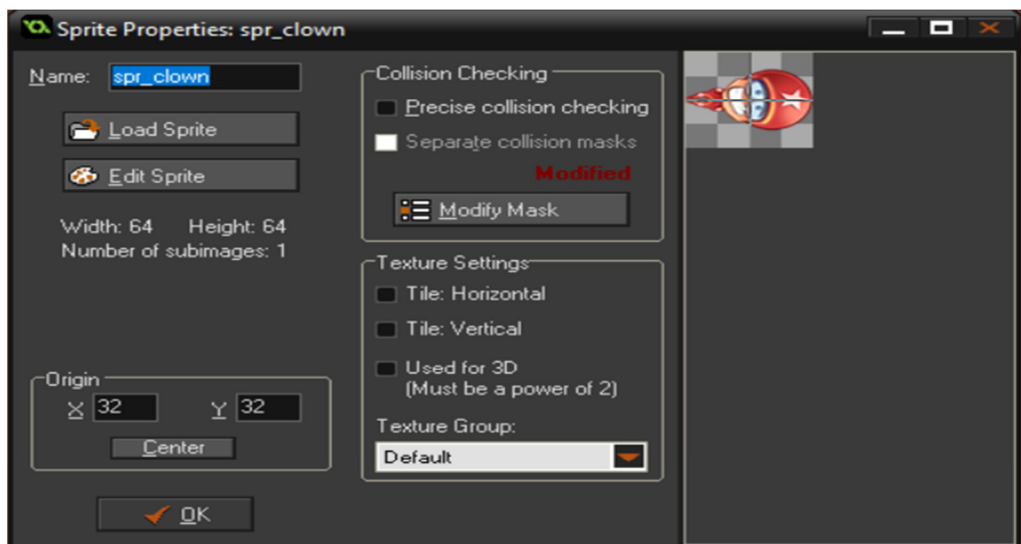 Sprite Properties: spr_clown
Name: spr_clown
Load Sprite
Edit Sprite
Width: 64 Height: 64
Number of subimages: 1
Origin
X 32 Y 32
Center
OK
Collision Checking
Precise collision checking
Separate collision masks
Modified
Modify Mask
Texture Settings
Tile: Horizontal
Tile: Vertical
Used for 3D
(Must be a power of 2)
Texture Group:
Default